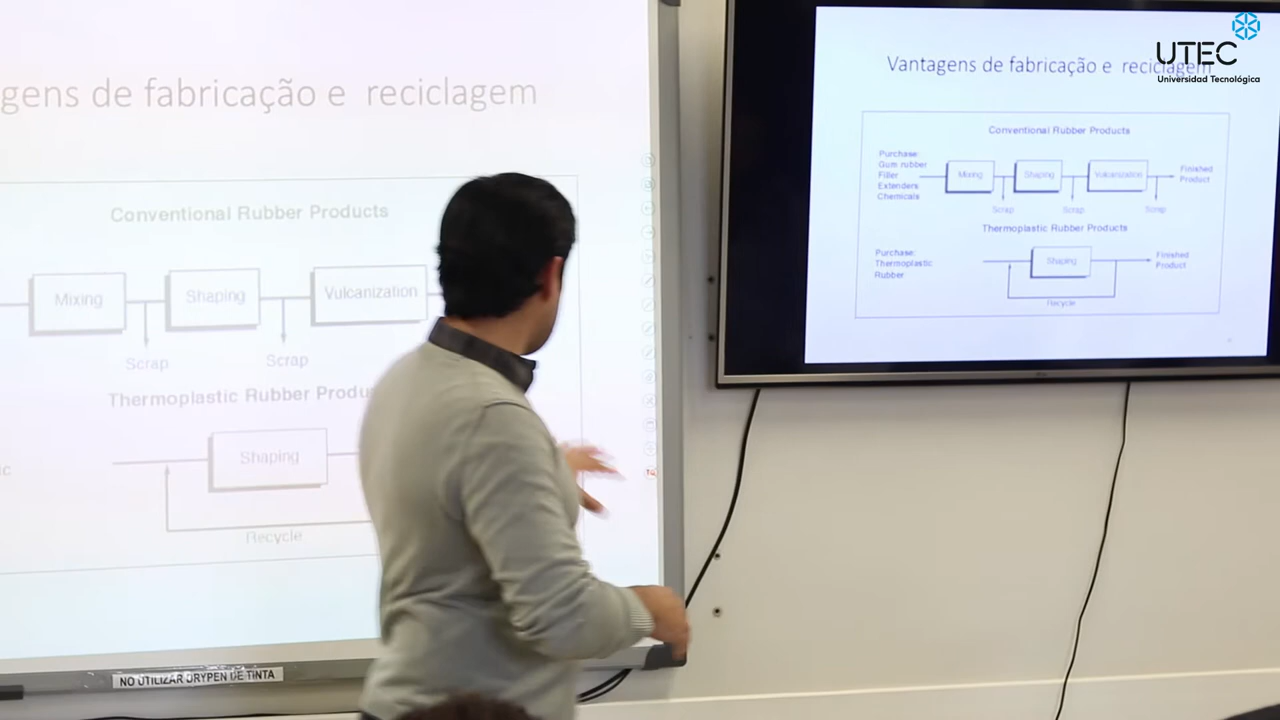 gens de fabricação e reciclagem
Conventional Rubber Products
Mixing
Shaping
Vulcanization
Scrap
Scrap
Thermoplastic Rubber Produ
Shaping
Recycle
NO UTILIZAR DRYPEN DE TINTA
UTEC
Universidad Tecnológica
Vantagens de fabricação e reciclagem
Conventional Rubber Products
Purchase:
Gum rubber
Filler
Extenders
Chemicals
Mixing
Shaping
Vulcanization
Finished
Product
Scrap
Scrap
Scrap
Thermoplastic Rubber Products
Purchase:
Thermoplastic
Rubber
Shaping
Finished
Product
Recycle